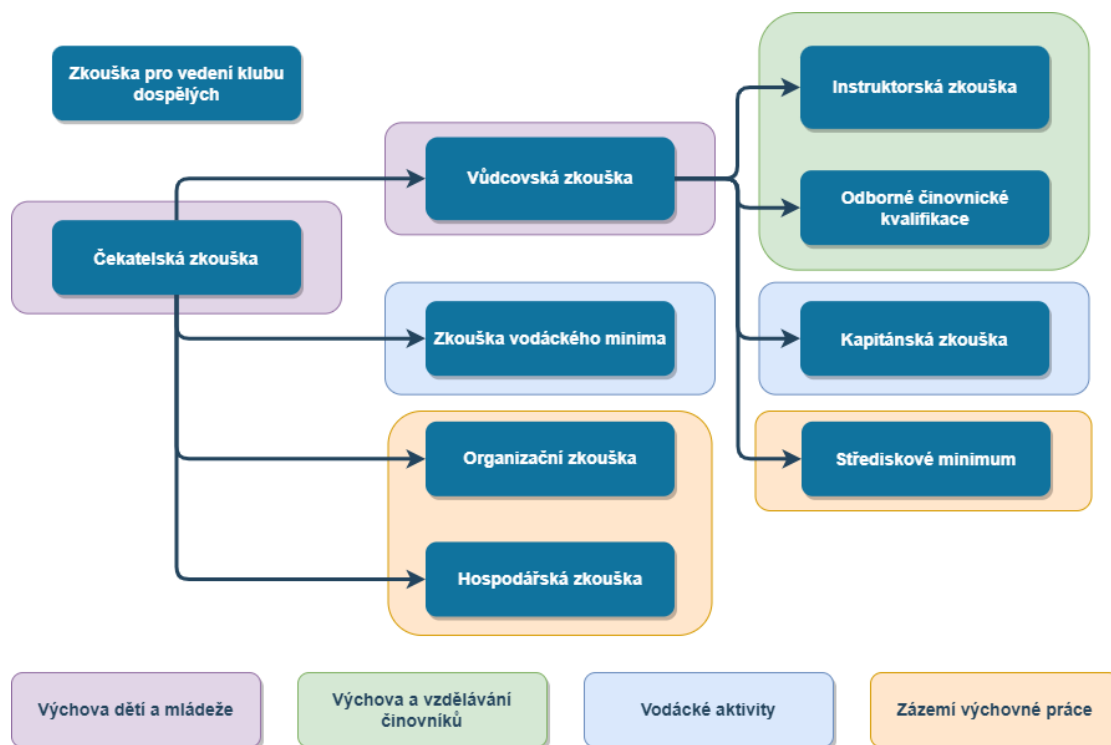 Zkouška pro vedení klubu
dospělých
Instruktorská zkouška
Vůdcovská zkouška
Odborné činovnické
kvalifikace
Čekatelská zkouška
Zkouška vodáckého minima
Kapitánská zkouška
Organizační zkouška
Střediskové minimum
Hospodářská zkouška
Výchova dětí a mládeže
Výchova a vzdělávání
činovníků
Vodácké aktivity
Zázemí výchovné práce